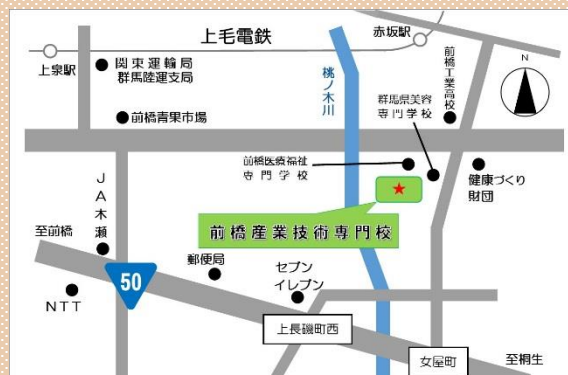 上毛電鉄
赤坂駅
上泉駅
関東運輸局
群馬陸運支局
前橋青果市場
桃ノ木川
前橋工業高校
N
群馬県美容
専門学校
前橋医療福祉
専門学校
健康づくり
財団
★
JA木瀬
至前橋
前橋産業技術専門校
50
郵便局
セブン
イレブン
NTT
上長磯町西
女屋町
至桐生